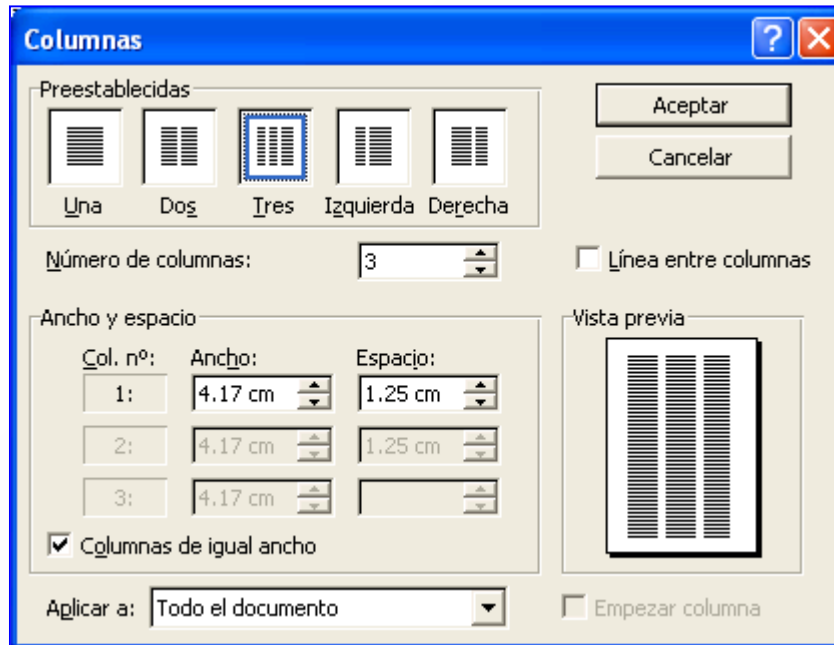 Columnas
Preestablecidas
Una Dos Tres Izquierda Derecha
Aceptar
Cancelar
Número de columnas: 3
Línea entre columnas
Ancho y espacio
Col. nº: Ancho: Espacio:
1: 4.17 cm 1.25 cm
2: 4.17 cm 1.25 cm
3: 4.17 cm
Columnas de igual ancho
Vista previa
Aplicar a: Todo el documento
Empezar columna